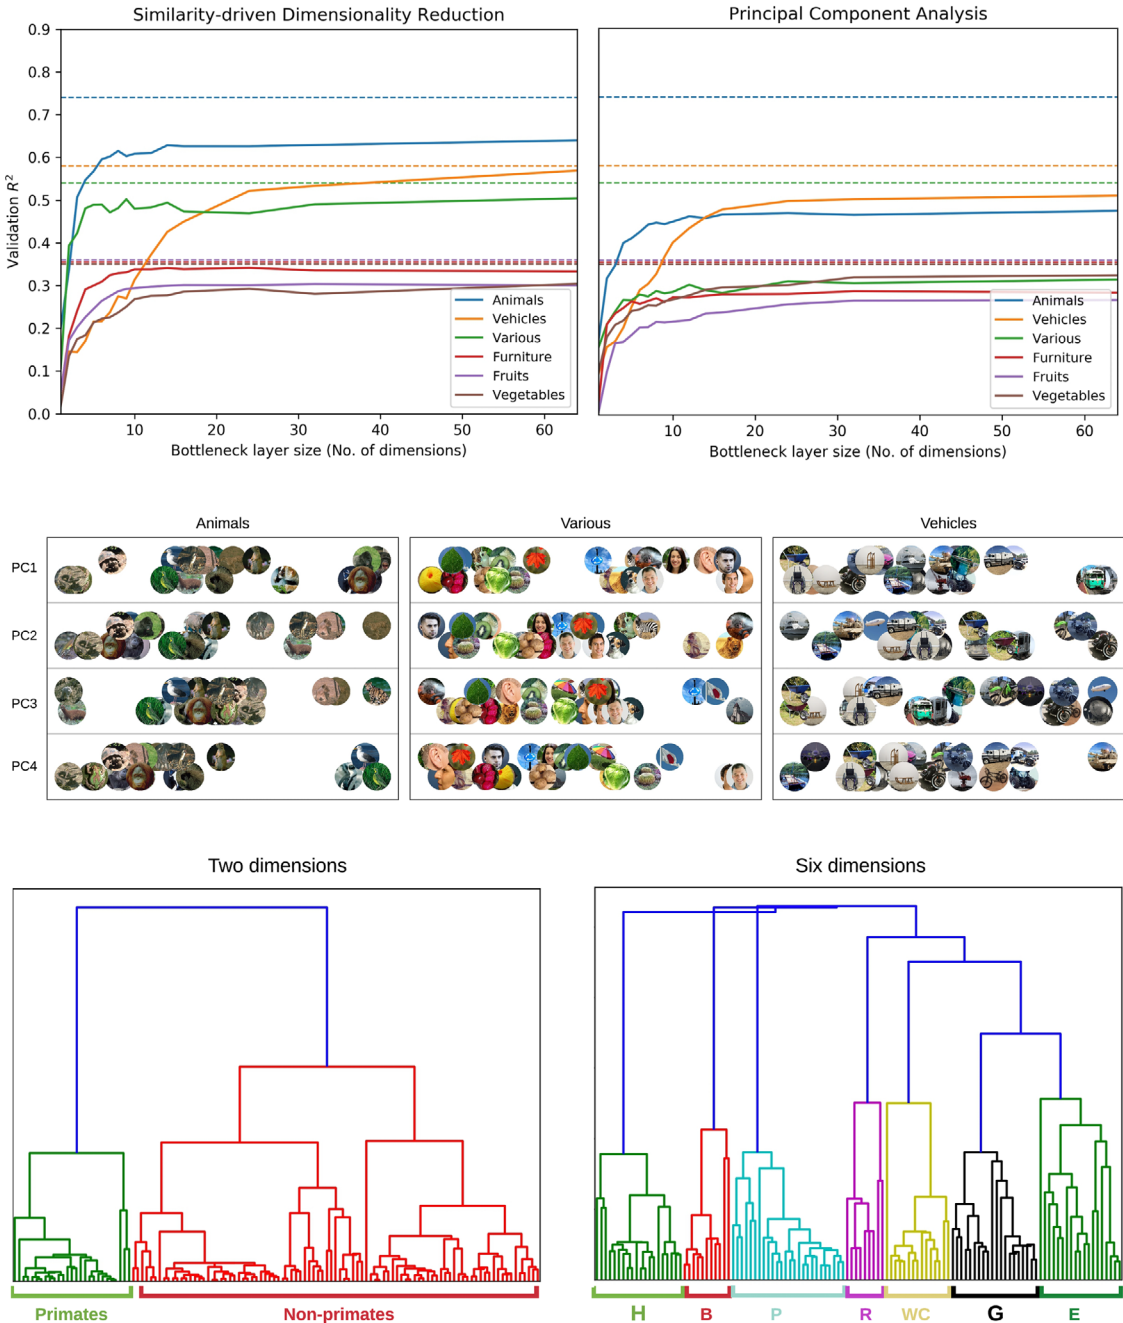 Similarity-driven Dimensionality Reduction
Principal Component Analysis
0.9
0.8
0.7
0.6
0.5
0.4
0.3
0.2
0.1
0.0
Validation R²
Animals
Vehicles
Various
Furniture
Fruits
Vegetables
Animals
Vehicles
Various
Furniture
Fruits
Vegetables
10 20 30 40 50 60
10 20 30 40 50 60
Bottleneck layer size (No. of dimensions)
Bottleneck layer size (No. of dimensions)
Animals Various Vehicles
PC1
PC2
PC3
PC4
Two dimensions
Six dimensions
Primates Non-primates
H B P R WC G E